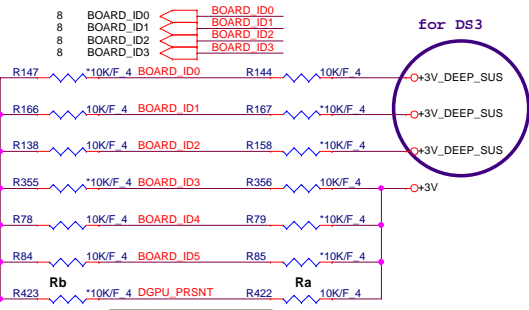 8 BOARD_ID0 BOARD_ID0
8 BOARD_ID1 BOARD_ID1
8 BOARD_ID2 BOARD_ID2
8 BOARD_ID3 BOARD_ID3
for DS3
R147 *10K/F_4 BOARD_ID0 R144 10K/F_4 +3V_DEEP_SUS
R166 10K/F_4 BOARD_ID1 R167 *10K/F_4 +3V_DEEP_SUS
R138 10K/F_4 BOARD_ID2 R158 *10K/F_4 +3V_DEEP_SUS
R355 *10K/F_4 BOARD_ID3 R356 10K/F_4 +3V
R78 10K/F_4 BOARD_ID4 R79 *10K/F_4
R84 10K/F_4 BOARD_ID5 R85 *10K/F_4
Rb Ra
R423 *10K/F_4 DGPU_PRSNT R422 10K/F_4